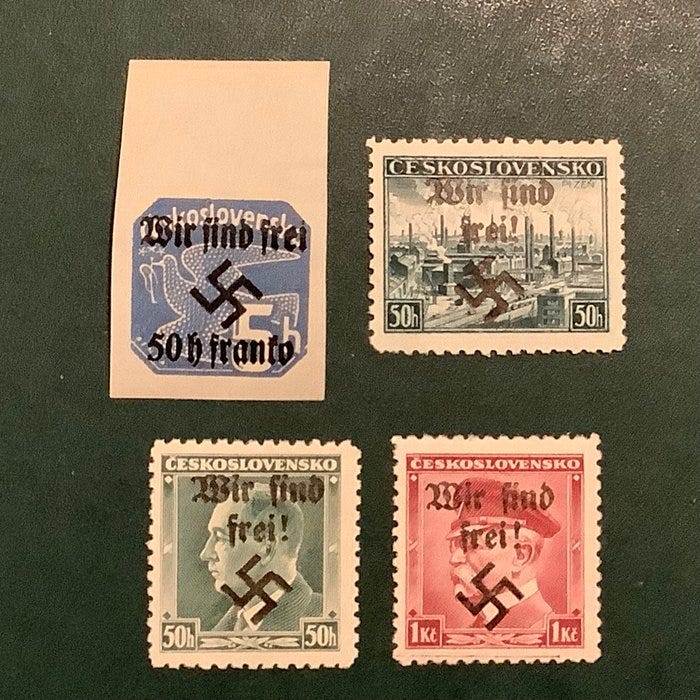 koslovensk
Wir sind frei
5h
50 h franko
ČESKOSLOVENSKO
PLZEŇ
Wir sind
frei!
50h 50h
ČESKOSLOVENSKO
Wir sind
frei!
50h 50h
ČESKOSLOVENSKO
Wir sind
frei!
1Kč 1Kč